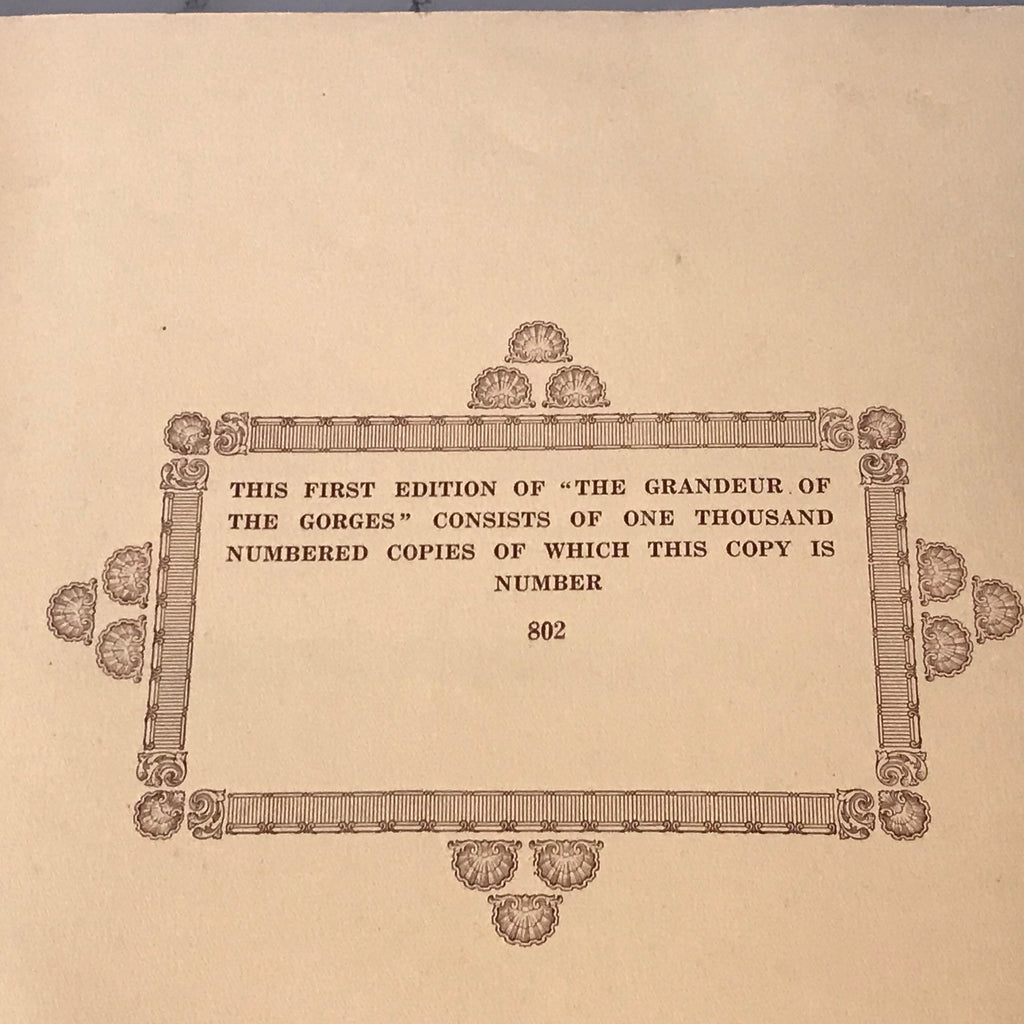 THIS FIRST EDITION OF “THE GRANDEUR OF
THE GORGES” CONSISTS OF ONE THOUSAND
NUMBERED COPIES OF WHICH THIS COPY IS
NUMBER
802